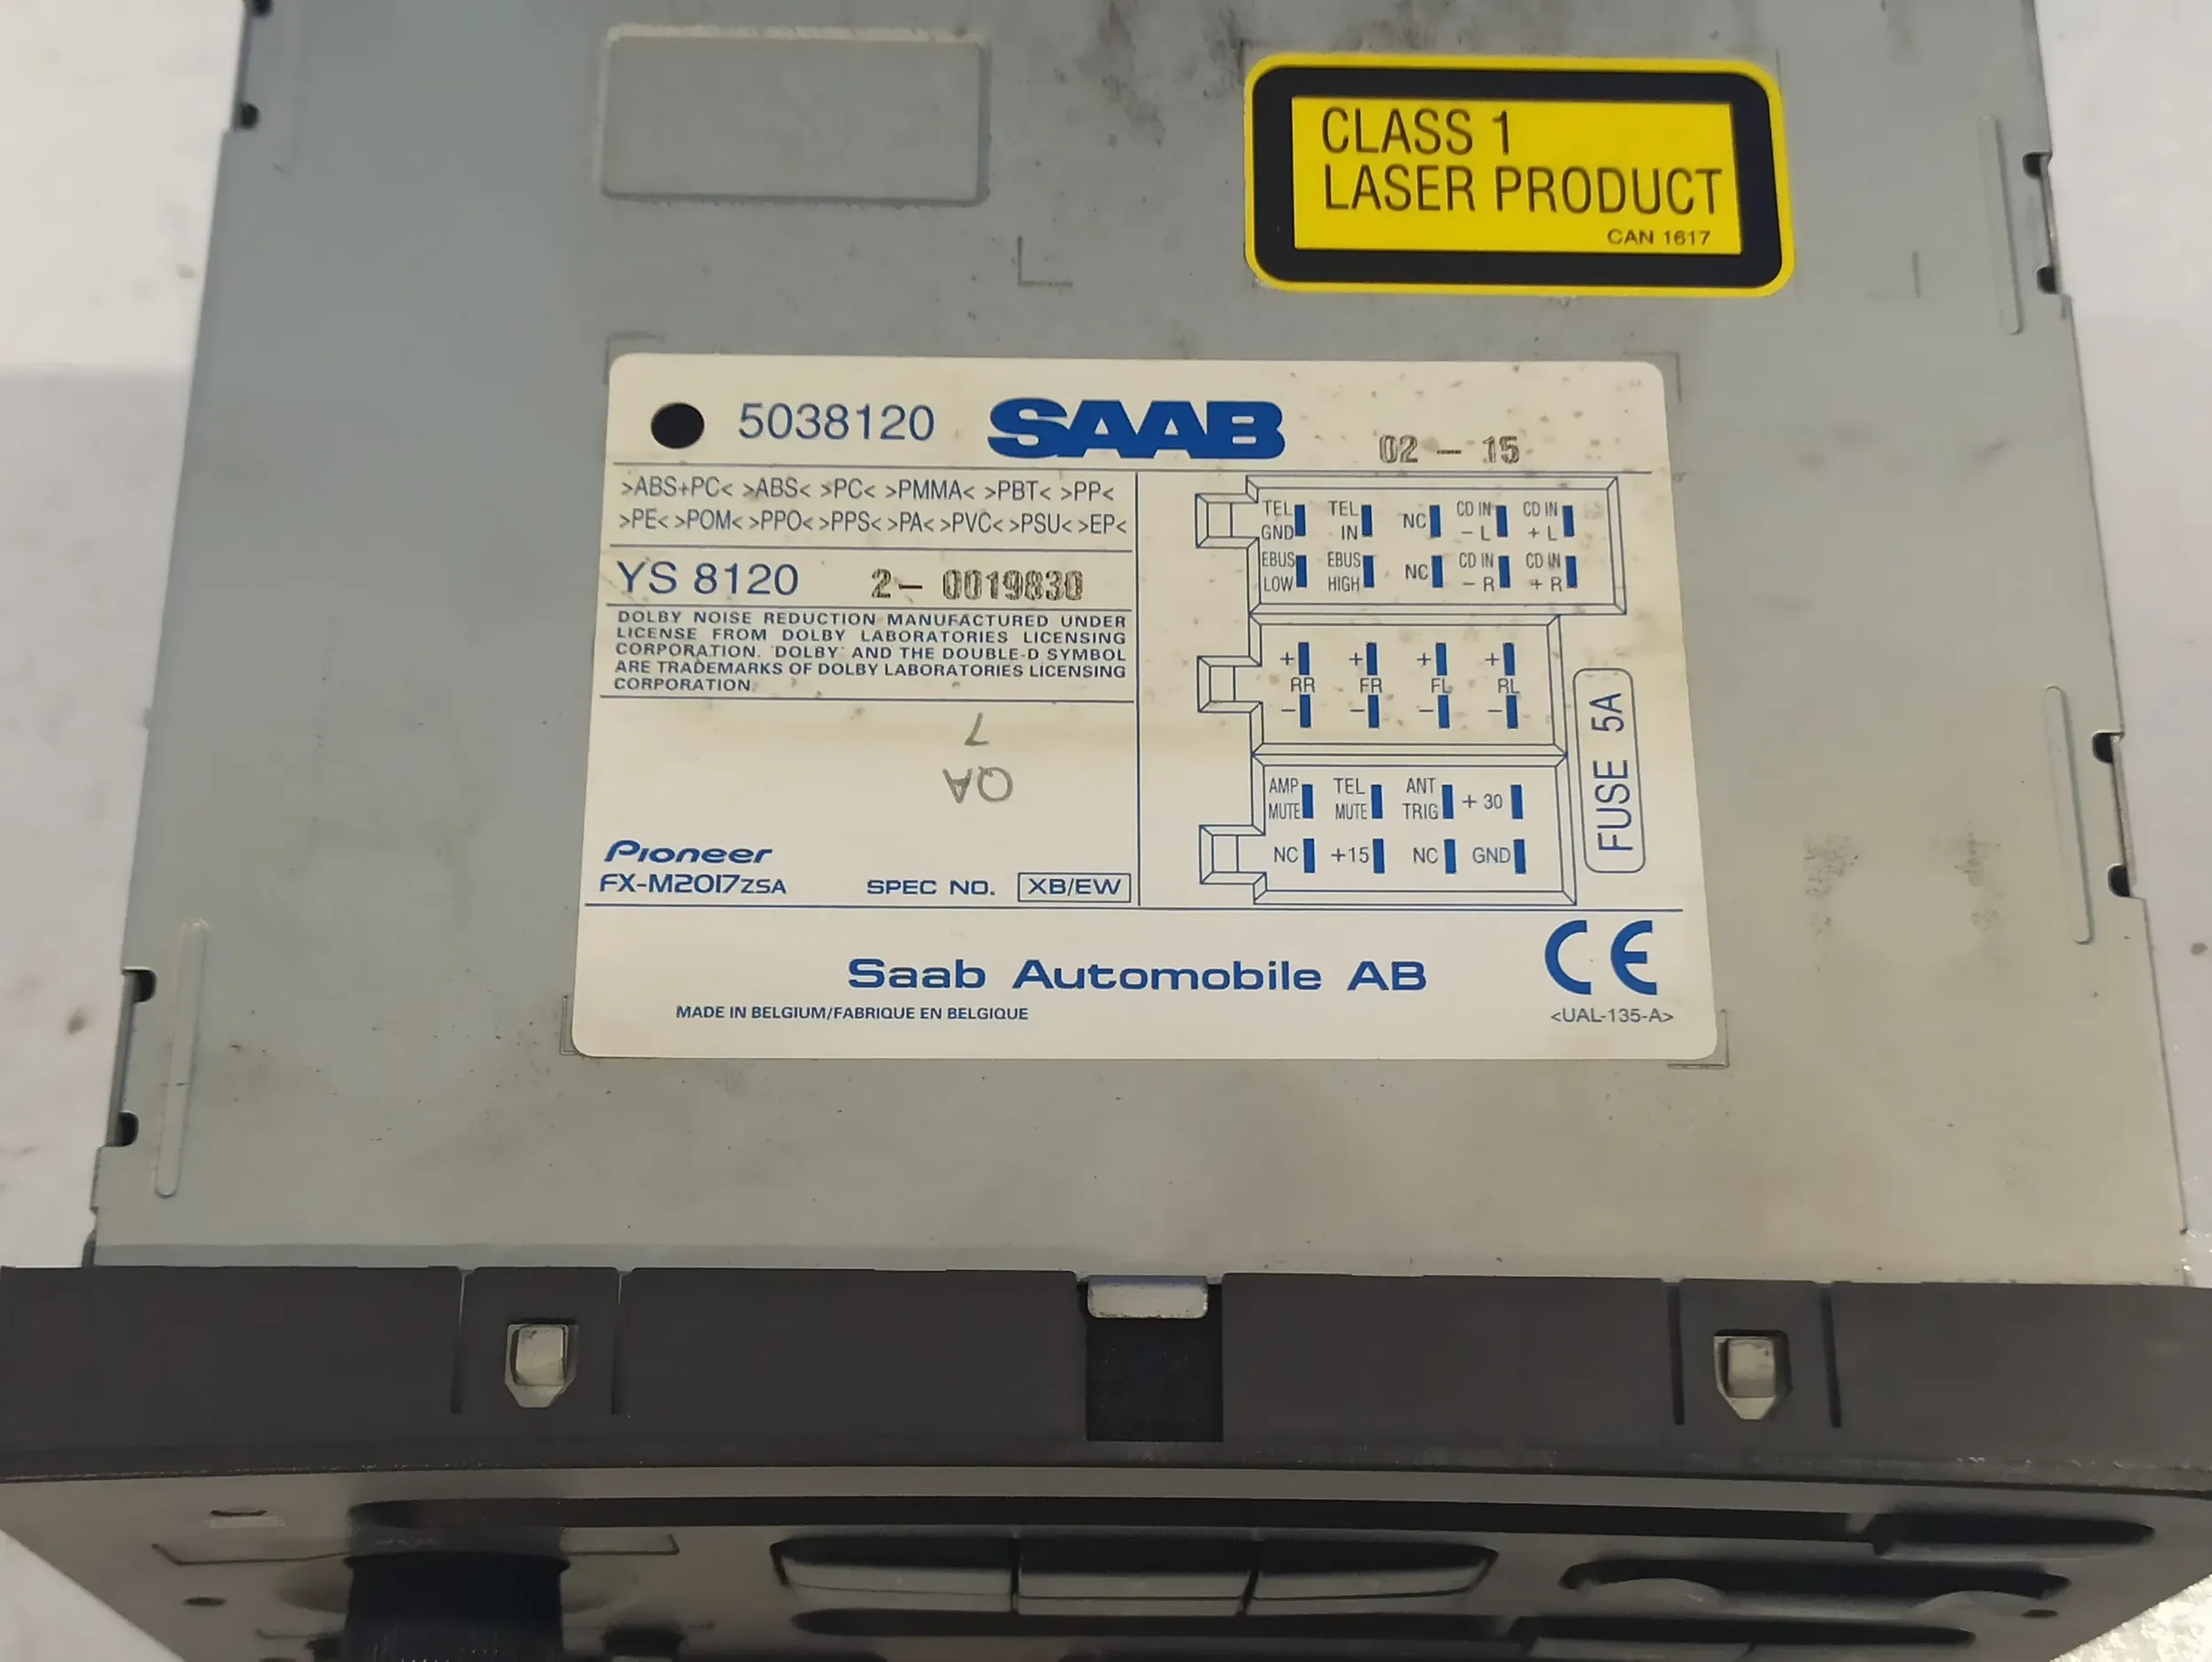 CLASS 1
LASER PRODUCT
CAN 1617
5038120 SAAB 02 - 15
>ABS+PC< >ABS< >PC< >PMMA< >PBT< >PP<
>PE< >POM< >PPO< >PPS< >PA< >PVC< >PSU< >EP<
YS 8120 2- 0019830
DOLBY NOISE REDUCTION MANUFACTURED UNDER
LICENSE FROM DOLBY LABORATORIES LICENSING
CORPORATION. 'DOLBY' AND THE DOUBLE-D SYMBOL
ARE TRADEMARKS OF DOLBY LABORATORIES LICENSING
CORPORATION.
7
QA
Pioneer
FX-M2017ZSA SPEC NO. XB/EW
TEL TEL NC CD IN CD IN
GND IN - L + L
EBUS EBUS NC CD IN CD IN
LOW HIGH - R + R
+ + + +
RR FR FL RL
- - - -
AMP TEL ANT + 30
MUTE MUTE TRIG
NC +15 NC GND
FUSE 5A
Saab Automobile AB CE
MADE IN BELGIUM/FABRIQUE EN BELGIQUE <UAL-135-A>